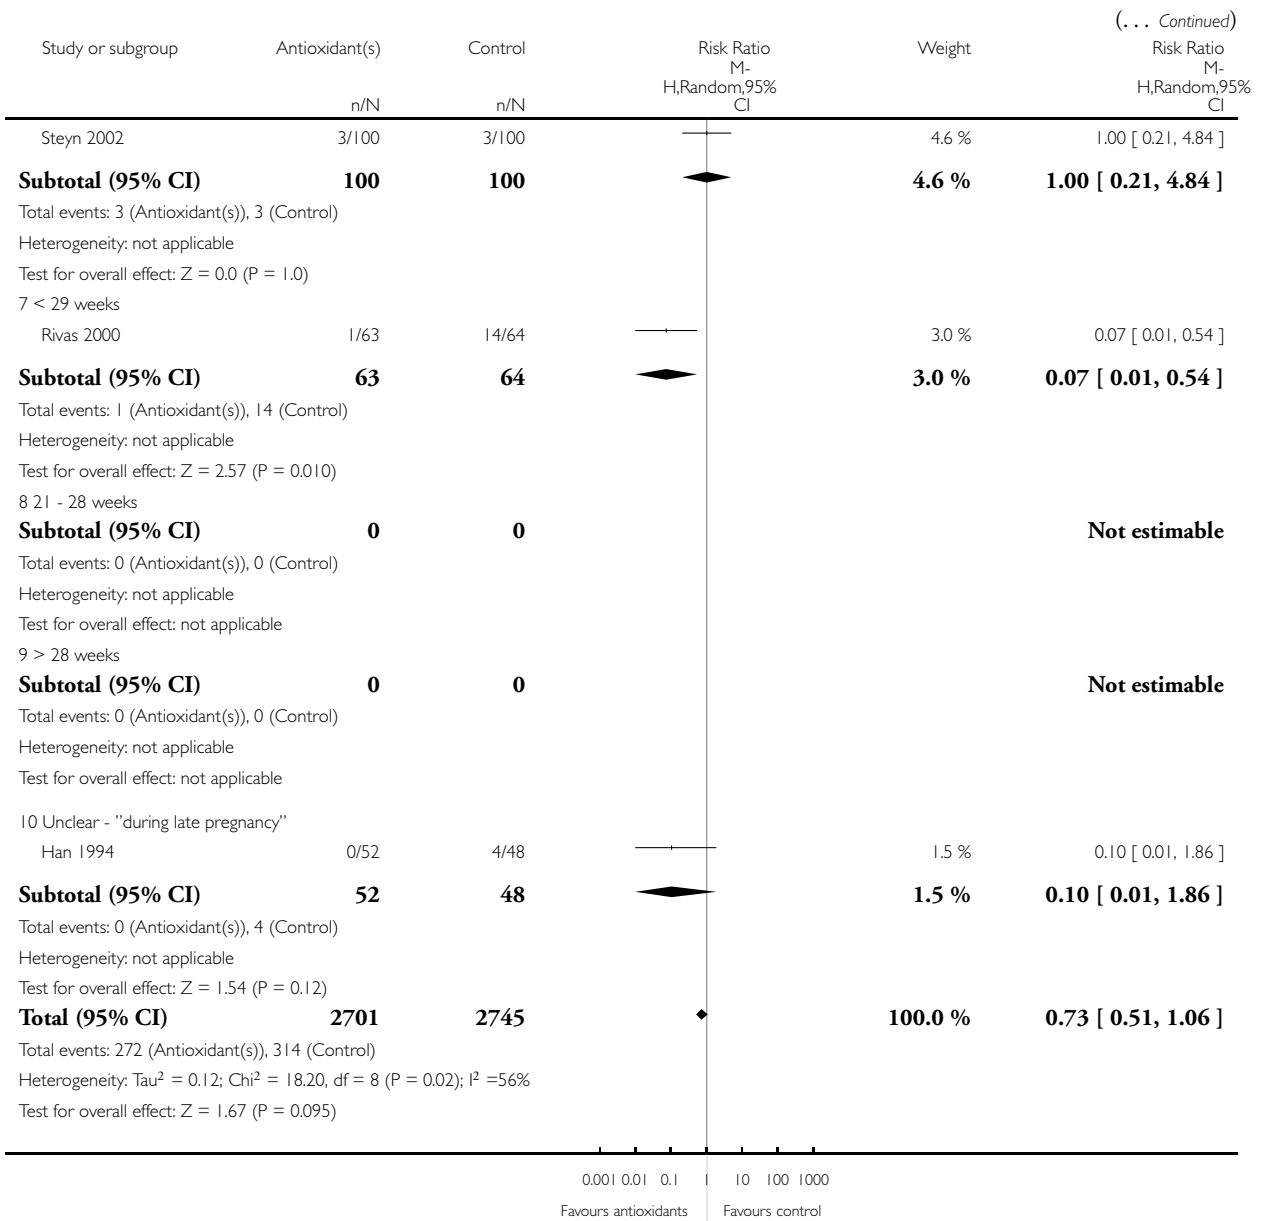 (... Continued)
Study or subgroup Antioxidant(s) Control Risk Ratio Weight Risk Ratio
M- M-
H,Random,95% H,Random,95%
n/N n/N CI CI
Steyn 2002 3/100 3/100 4.6 % 1.00 [ 0.21, 4.84 ]
Subtotal (95% CI) 100 100 4.6 % 1.00 [ 0.21, 4.84 ]
Total events: 3 (Antioxidant(s)), 3 (Control)
Heterogeneity: not applicable
Test for overall effect: Z = 0.0 (P = 1.0)
7 < 29 weeks
Rivas 2000 1/63 14/64 3.0 % 0.07 [ 0.01, 0.54 ]
Subtotal (95% CI) 63 64 3.0 % 0.07 [ 0.01, 0.54 ]
Total events: 1 (Antioxidant(s)), 14 (Control)
Heterogeneity: not applicable
Test for overall effect: Z = 2.57 (P = 0.010)
8 21 - 28 weeks
Subtotal (95% CI) 0 0 Not estimable
Total events: 0 (Antioxidant(s)), 0 (Control)
Heterogeneity: not applicable
Test for overall effect: not applicable
9 > 28 weeks
Subtotal (95% CI) 0 0 Not estimable
Total events: 0 (Antioxidant(s)), 0 (Control)
Heterogeneity: not applicable
Test for overall effect: not applicable
10 Unclear - ”during late pregnancy”
Han 1994 0/52 4/48 1.5 % 0.10 [ 0.01, 1.86 ]
Subtotal (95% CI) 52 48 1.5 % 0.10 [ 0.01, 1.86 ]
Total events: 0 (Antioxidant(s)), 4 (Control)
Heterogeneity: not applicable
Test for overall effect: Z = 1.54 (P = 0.12)
Total (95% CI) 2701 2745 100.0 % 0.73 [ 0.51, 1.06 ]
Total events: 272 (Antioxidant(s)), 314 (Control)
Heterogeneity: Tau² = 0.12; Chi² = 18.20, df = 8 (P = 0.02); I² =56%
Test for overall effect: Z = 1.67 (P = 0.095)
0.001 0.01 0.1 1 10 100 1000
Favours antioxidants Favours control